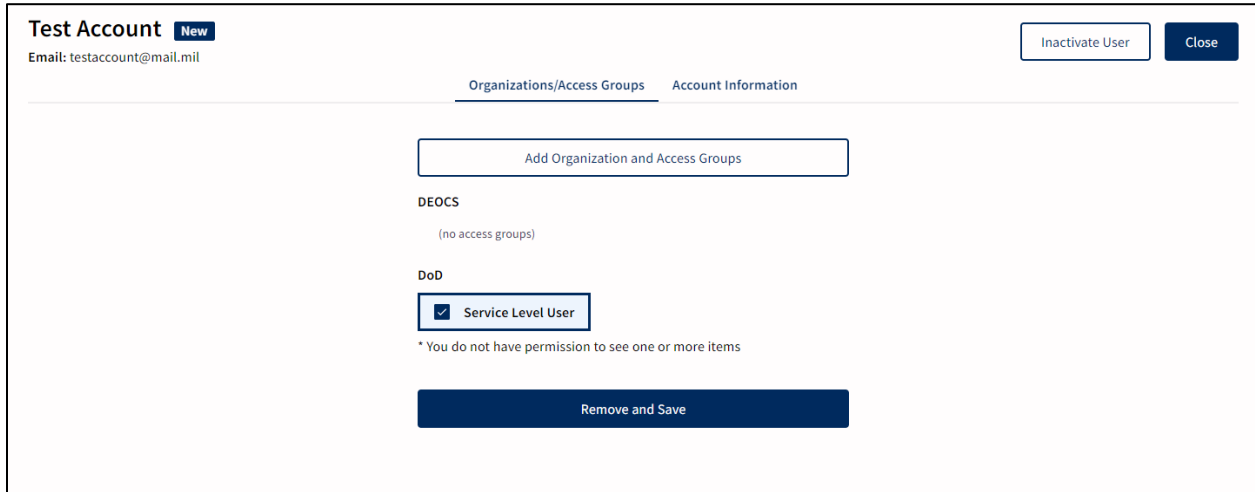 Test Account New
Email: testaccount@mail.mil
Inactivate User
Close
Organizations/Access Groups
Account Information
Add Organization and Access Groups
DEOCS
(no access groups)
DoD
Service Level User
* You do not have permission to see one or more items
Remove and Save